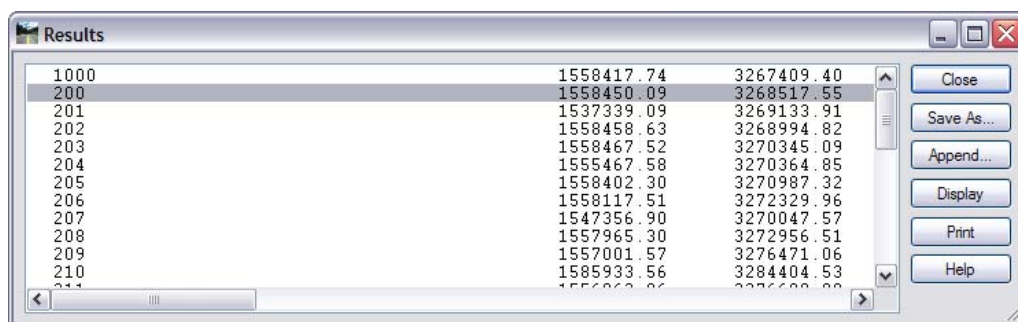 Results
1000 1558417.74 3267409.40
200 1558450.09 3268517.55
201 1537339.09 3269133.91
202 1558458.63 3268994.82
203 1558467.52 3270345.09
204 1555467.58 3270364.85
205 1558402.30 3270987.32
206 1558117.51 3272329.96
207 1547356.90 3270047.57
208 1557965.30 3272956.51
209 1557001.57 3276471.06
210 1585933.56 3284404.53
Close
Save As...
Append...
Display
Print
Help